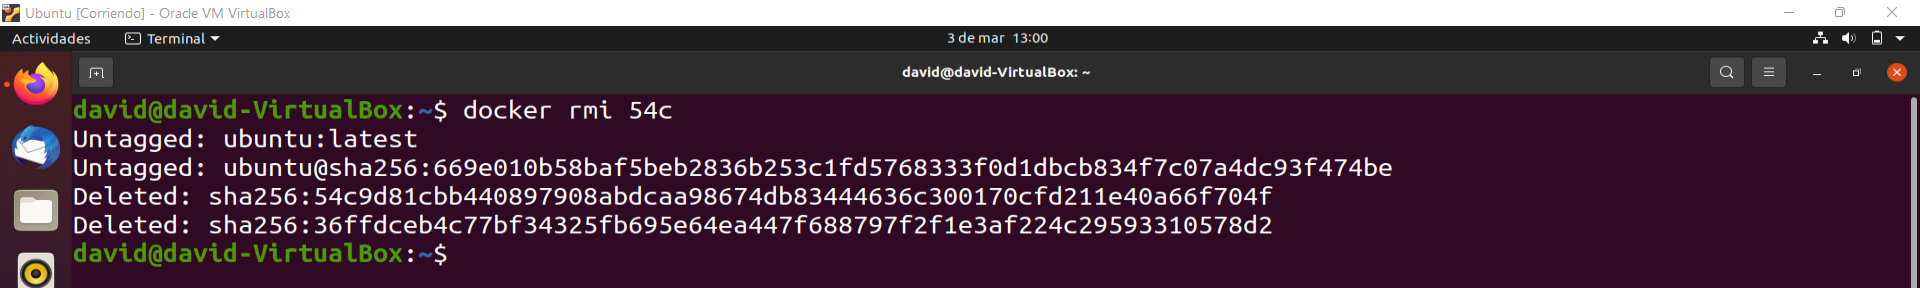 Ubuntu [Corriendo] - Oracle VM VirtualBox
Actividades Terminal 3 de mar 13:00
david@david-VirtualBox: ~
david@david-VirtualBox:~$ docker rmi 54c
Untagged: ubuntu:latest
Untagged: ubuntu@sha256:669e010b58baf5beb2836b253c1fd5768333f0d1dbcb834f7c07a4dc93f474be
Deleted: sha256:54c9d81cbb440897908abdcaa98674db83444636c300170cfd211e40a66f704f
Deleted: sha256:36ffdceb4c77bf34325fb695e64ea447f688797f2f1e3af224c29593310578d2
david@david-VirtualBox:~$